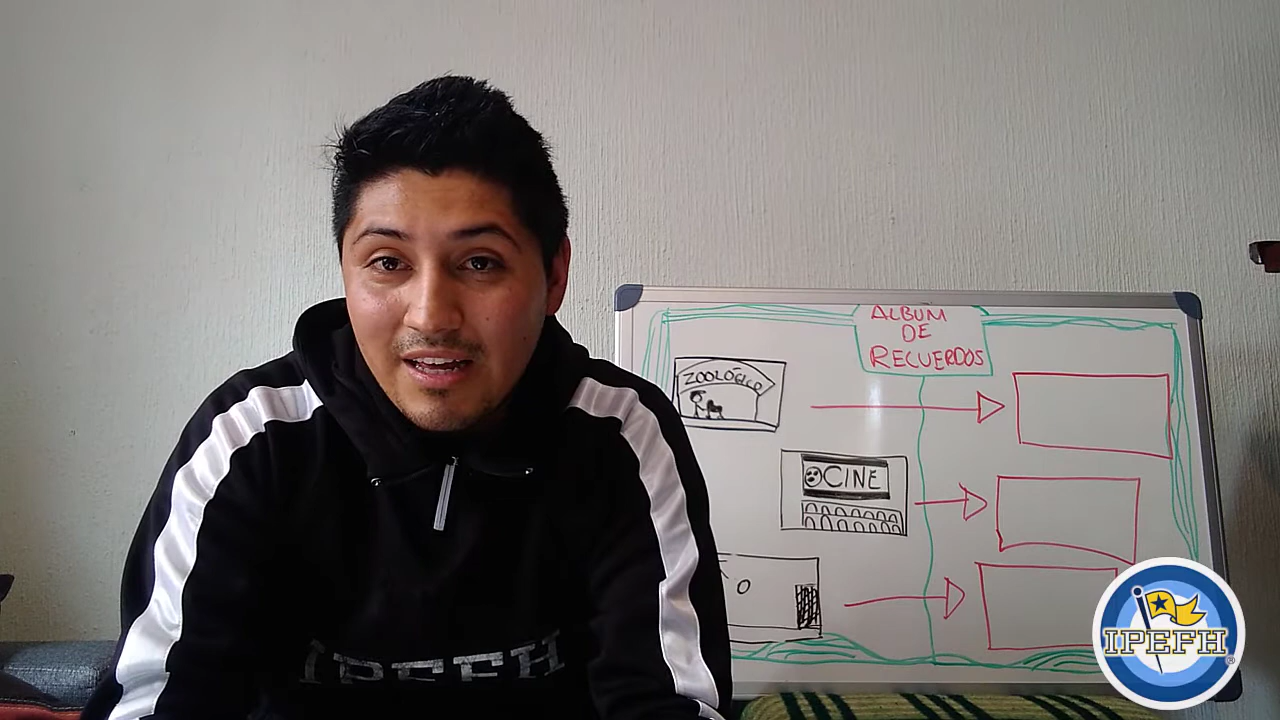 ALBUM
DE
RECUERDOS
ZOOLÓGICO
CINE
IPEFH
IPEFH